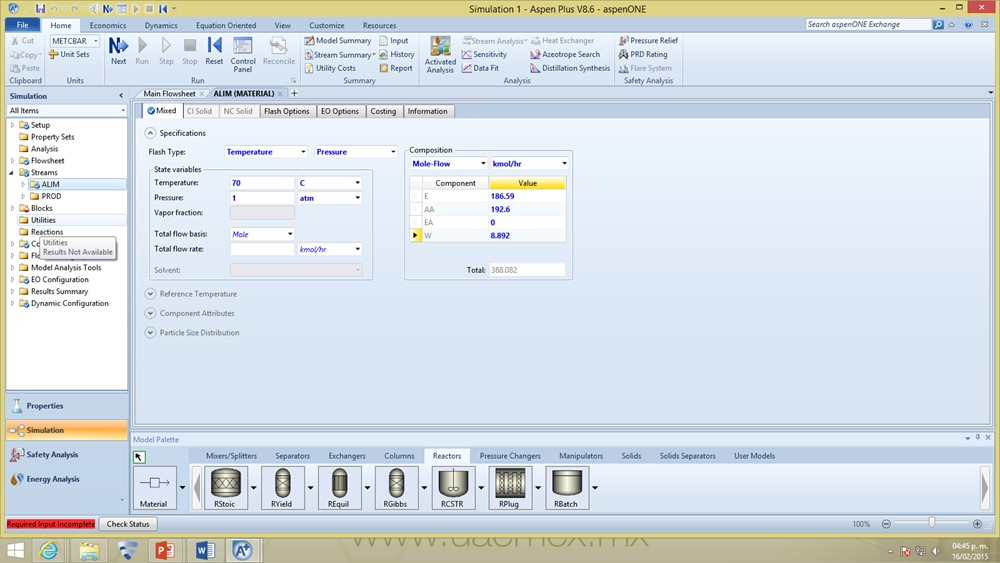 Simulation 1 - Aspen Plus V8.6 - aspenONE
File Home Economics Dynamics Equation Oriented View Customize Resources Search aspenONE Exchange
Cut METCBAR Model Summary Input Stream Analysis Heat Exchanger Pressure Relief
Copy Unit Sets Next Run Step Stop Reset Control Panel Reconcile Stream Summary History Activated Analysis Sensitivity Azeotrope Search PRD Rating
Paste Utility Costs Report Data Fit Distillation Synthesis Flare System
Clipboard Units Run Summary Analysis Safety Analysis
Simulation Main Flowsheet ALIM (MATERIAL) +
All Items
Setup
Property Sets
Analysis
Flowsheet
Streams
ALIM
PROD
Blocks
Utilities
Reactions
Utilities
Results Not Available
Model Analysis Tools
EO Configuration
Results Summary
Dynamic Configuration
Properties
Simulation
Safety Analysis
Energy Analysis
Mixed CI Solid NC Solid Flash Options EO Options Costing Information
Specifications
Flash Type: Temperature Pressure
State variables
Temperature: 70 C
Pressure: 1 atm
Vapor fraction:
Total flow basis: Mole
Total flow rate: kmol/hr
Solvent:
Composition
Mole-Flow kmol/hr
Component Value
E 186.59
AA 192.6
EA 0
W 8.892
Total: 388.082
Reference Temperature
Component Attributes
Particle Size Distribution
Model Palette
Mixers/Splitters Separators Exchangers Columns Reactors Pressure Changers Manipulators Solids Solids Separators User Models
Material RStoic RYield REquil RGibbs RCSTR RPlug RBatch
Required Input Incomplete Check Status 100%
04:45 p. m.
16/02/2015